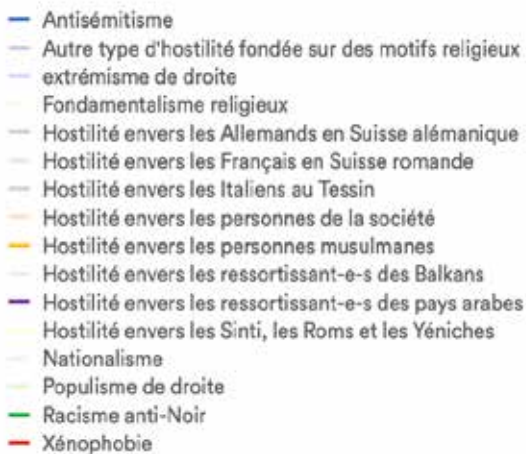 Antisémitisme
Autre type d'hostilité fondée sur des motifs religieux
extrémisme de droite
Fondamentalisme religieux
Hostilité envers les Allemands en Suisse alémanique
Hostilité envers les Français en Suisse romande
Hostilité envers les Italiens au Tessin
Hostilité envers les personnes de la société
Hostilité envers les personnes musulmanes
Hostilité envers les ressortissant-e-s des Balkans
Hostilité envers les ressortissant-e-s des pays arabes
Hostilité envers les Sinti, les Roms et les Yéniches
Nationalisme
Populisme de droite
Racisme anti-Noir
Xénophobie